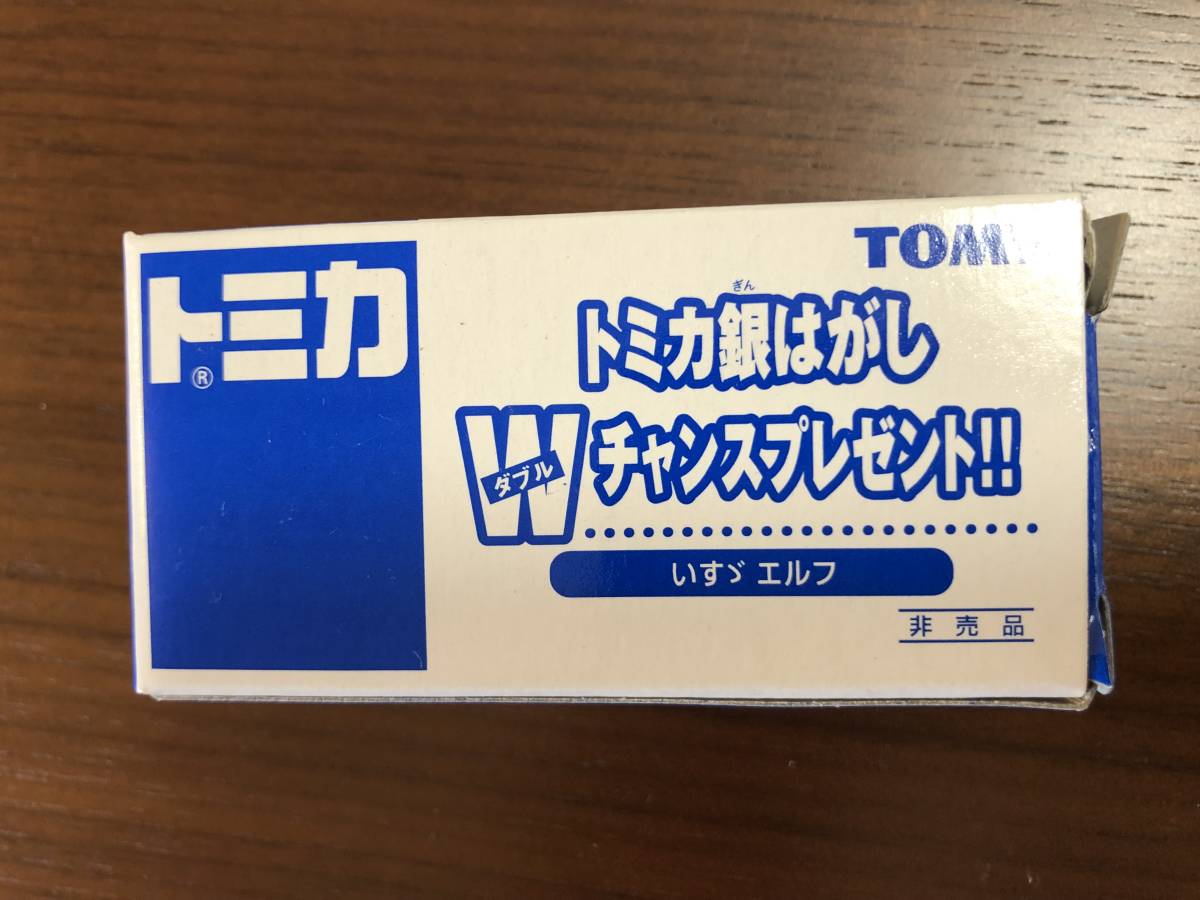 トミカ
®
TOMY
ぎん
トミカ銀はがし
W
ダブル
チャンスプレゼント!!
いすゞ エルフ
非売品